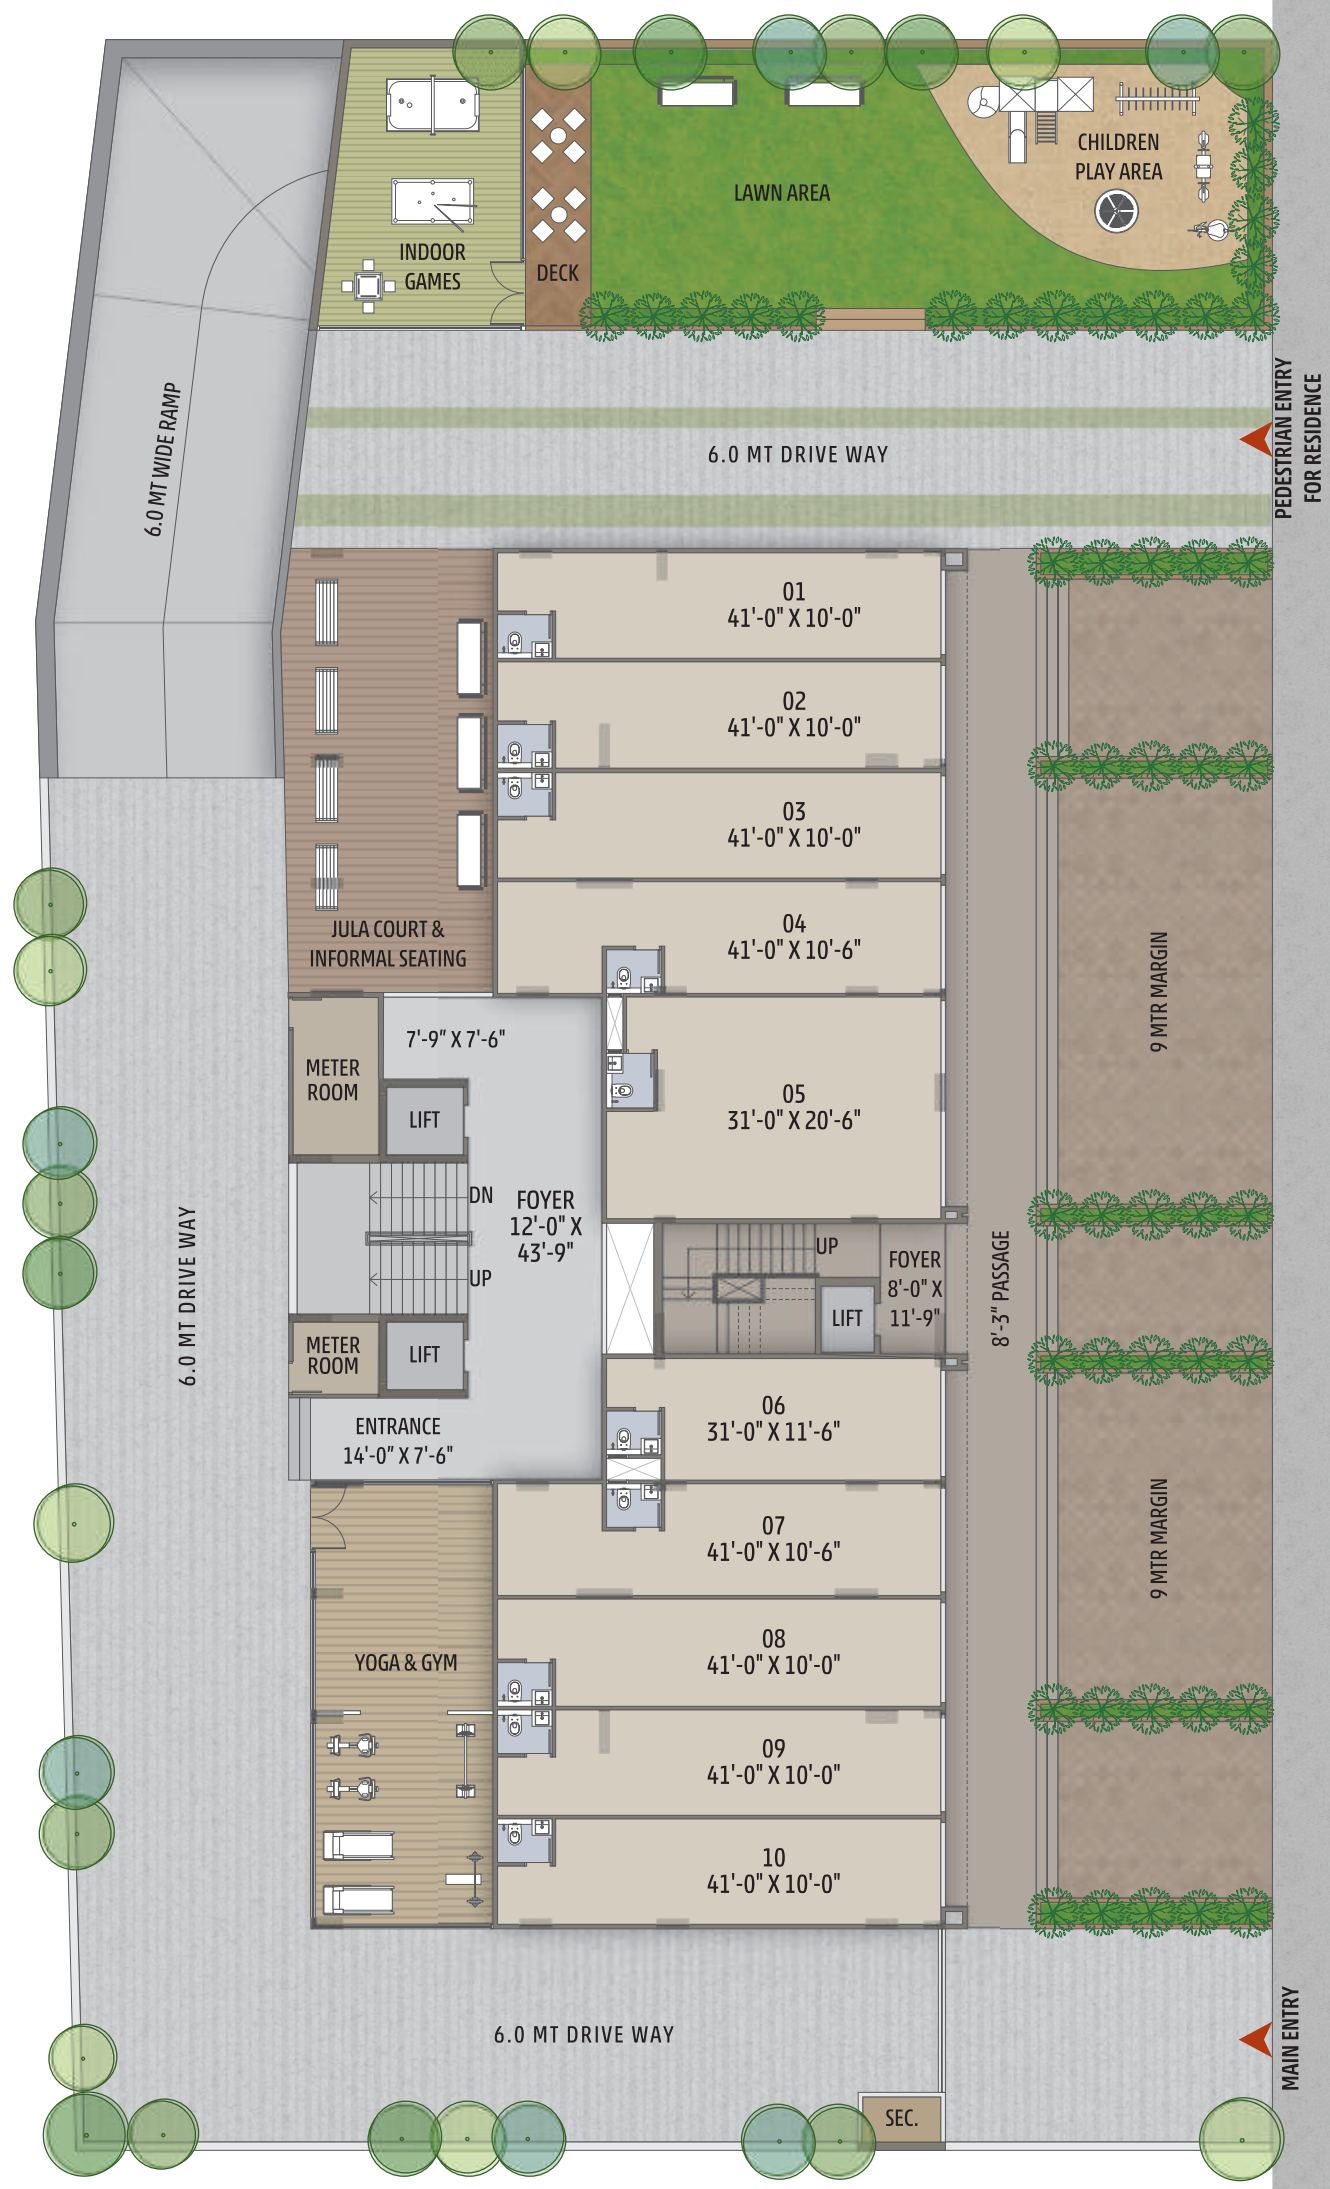 CHILDREN
PLAY AREA
LAWN AREA
INDOOR
GAMES
DECK
6.0 MT WIDE RAMP
6.0 MT DRIVE WAY
PEDESTRIAN ENTRY
FOR RESIDENCE
01
41'-0" X 10'-0"
02
41'-0" X 10'-0"
03
41'-0" X 10'-0"
04
41'-0" X 10'-6"
JULA COURT &
INFORMAL SEATING
9 MTR MARGIN
7'-9" X 7'-6"
METER
ROOM
LIFT
05
31'-0" X 20'-6"
DN
FOYER
12'-0" X
43'-9"
UP
UP
FOYER
8'-0" X
11'-9"
LIFT
8'-3" PASSAGE
6.0 MT DRIVE WAY
METER
ROOM
LIFT
06
31'-0" X 11'-6"
ENTRANCE
14'-0" X 7'-6"
07
41'-0" X 10'-6"
9 MTR MARGIN
08
41'-0" X 10'-0"
YOGA & GYM
09
41'-0" X 10'-0"
10
41'-0" X 10'-0"
6.0 MT DRIVE WAY
MAIN ENTRY
SEC.